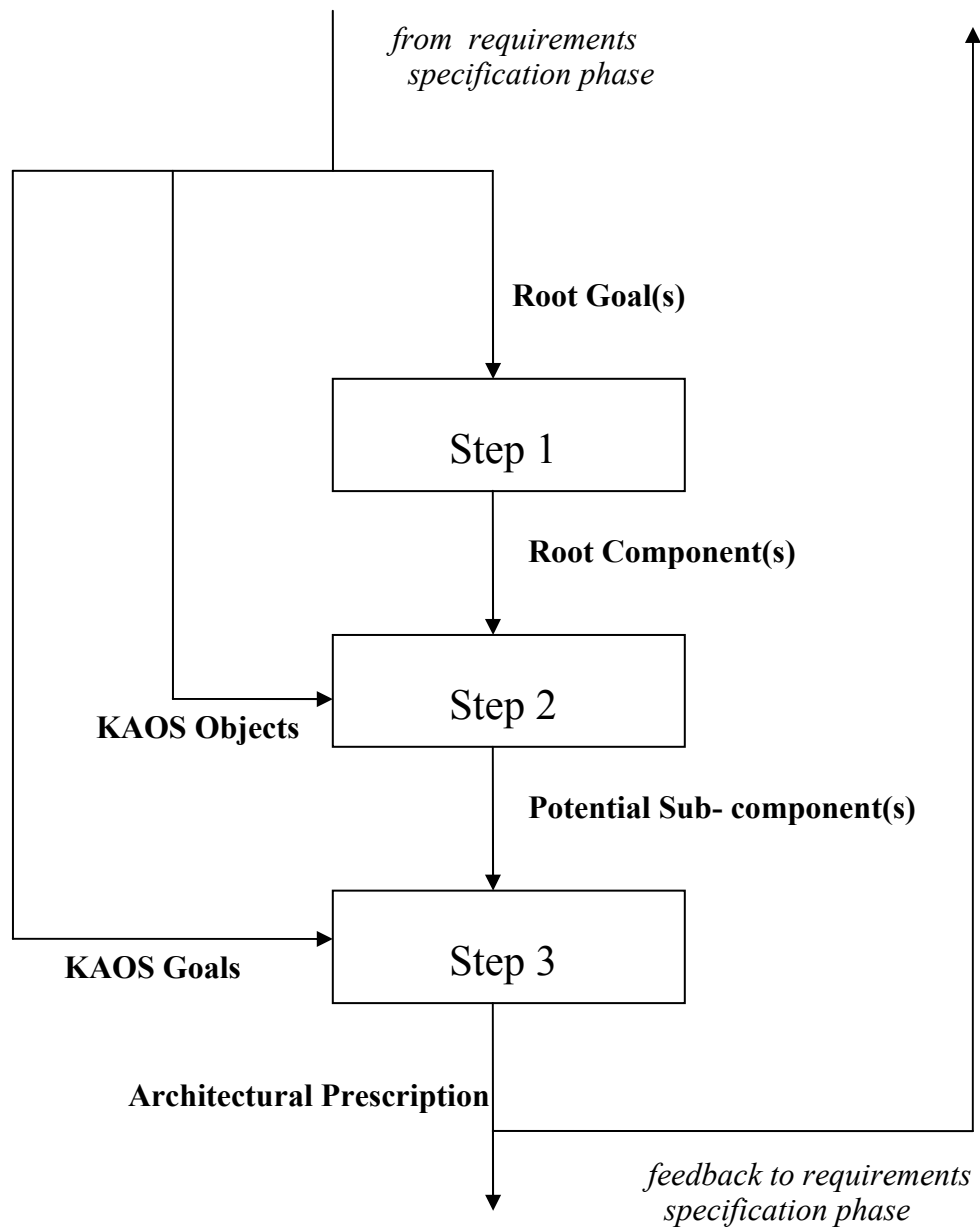 from requirements
specification phase
Root Goal(s)
Step 1
Root Component(s)
Step 2
KAOS Objects
Potential Sub- component(s)
Step 3
KAOS Goals
Architectural Prescription
feedback to requirements
specification phase